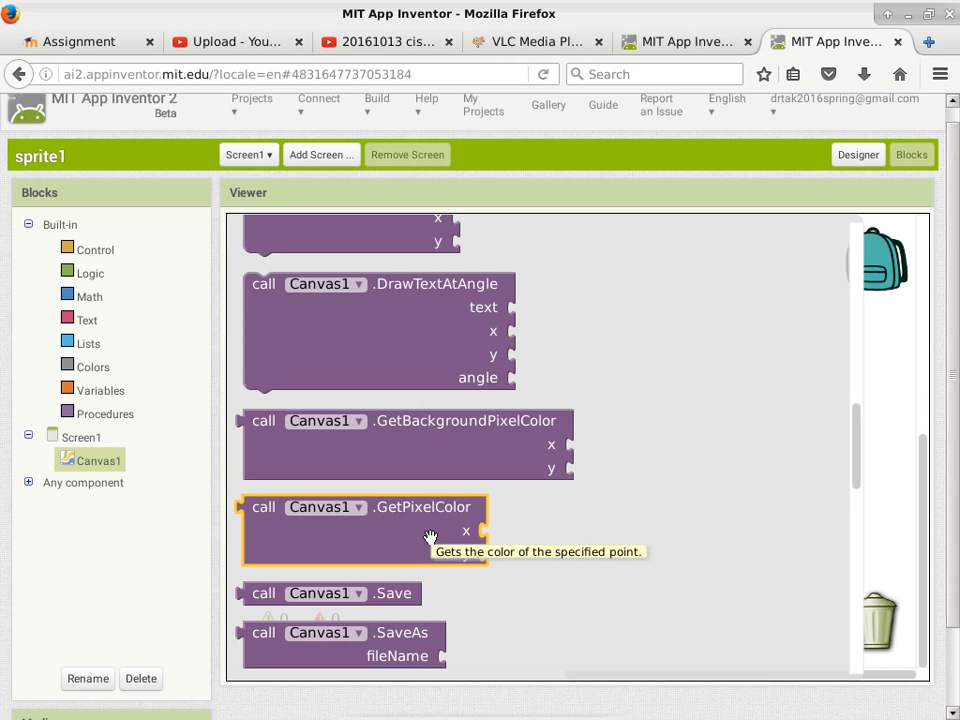 MIT App Inventor - Mozilla Firefox
Assignment
Upload - You...
20161013 cis...
VLC Media Pl...
MIT App Inve...
MIT App Inve...
ai2.appinventor.mit.edu/?locale=en#4831647737053184
Search
MIT App Inventor 2
Beta
Projects
Connect
Build
Help
My Projects
Gallery
Guide
Report an Issue
English
drtak2016spring@gmail.com
sprite1
Screen1
Add Screen ...
Remove Screen
Designer
Blocks
Blocks
Viewer
Built-in
Control
Logic
Math
Text
Lists
Colors
Variables
Procedures
Screen1
Canvas1
Any component
Rename
Delete
x
y
call Canvas1 .DrawTextAtAngle
text
x
y
angle
call Canvas1 .GetBackgroundPixelColor
x
y
call Canvas1 .GetPixelColor
x
Gets the color of the specified point.
call Canvas1 .Save
0 0
call Canvas1 .SaveAs
fileName